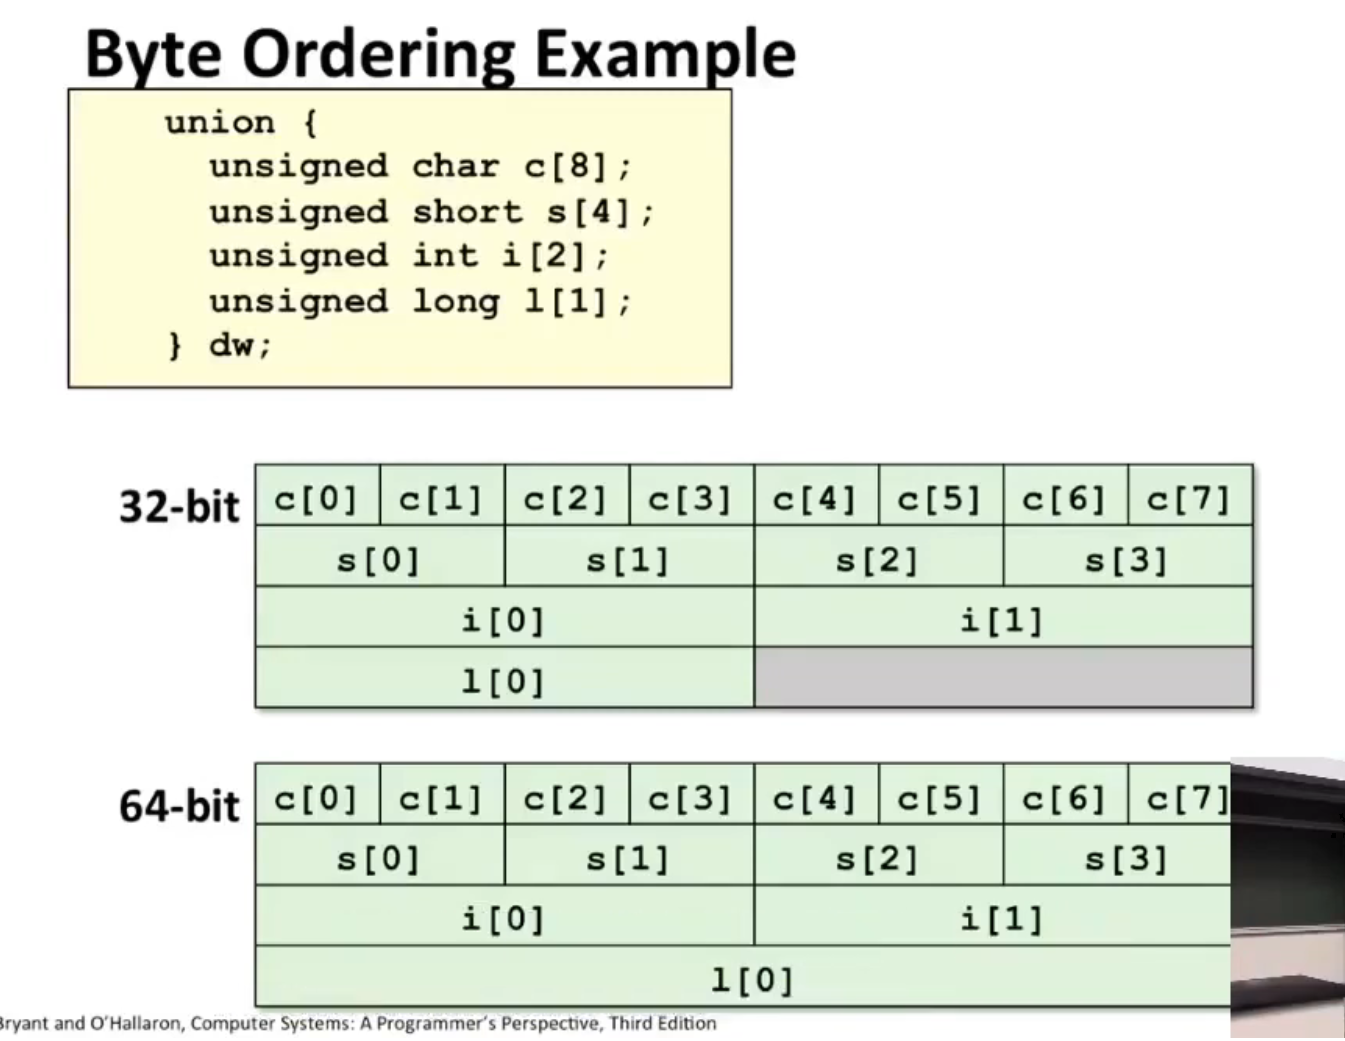 Byte Ordering Example
union {
unsigned char c[8];
unsigned short s[4];
unsigned int i[2];
unsigned long l[1];
} dw;
32-bit
c[0] c[1] c[2] c[3] c[4] c[5] c[6] c[7]
s[0] s[1] s[2] s[3]
i[0] i[1]
l[0]
64-bit
c[0] c[1] c[2] c[3] c[4] c[5] c[6] c[7]
s[0] s[1] s[2] s[3]
i[0] i[1]
l[0]
Bryant and O'Hallaron, Computer Systems: A Programmer's Perspective, Third Edition